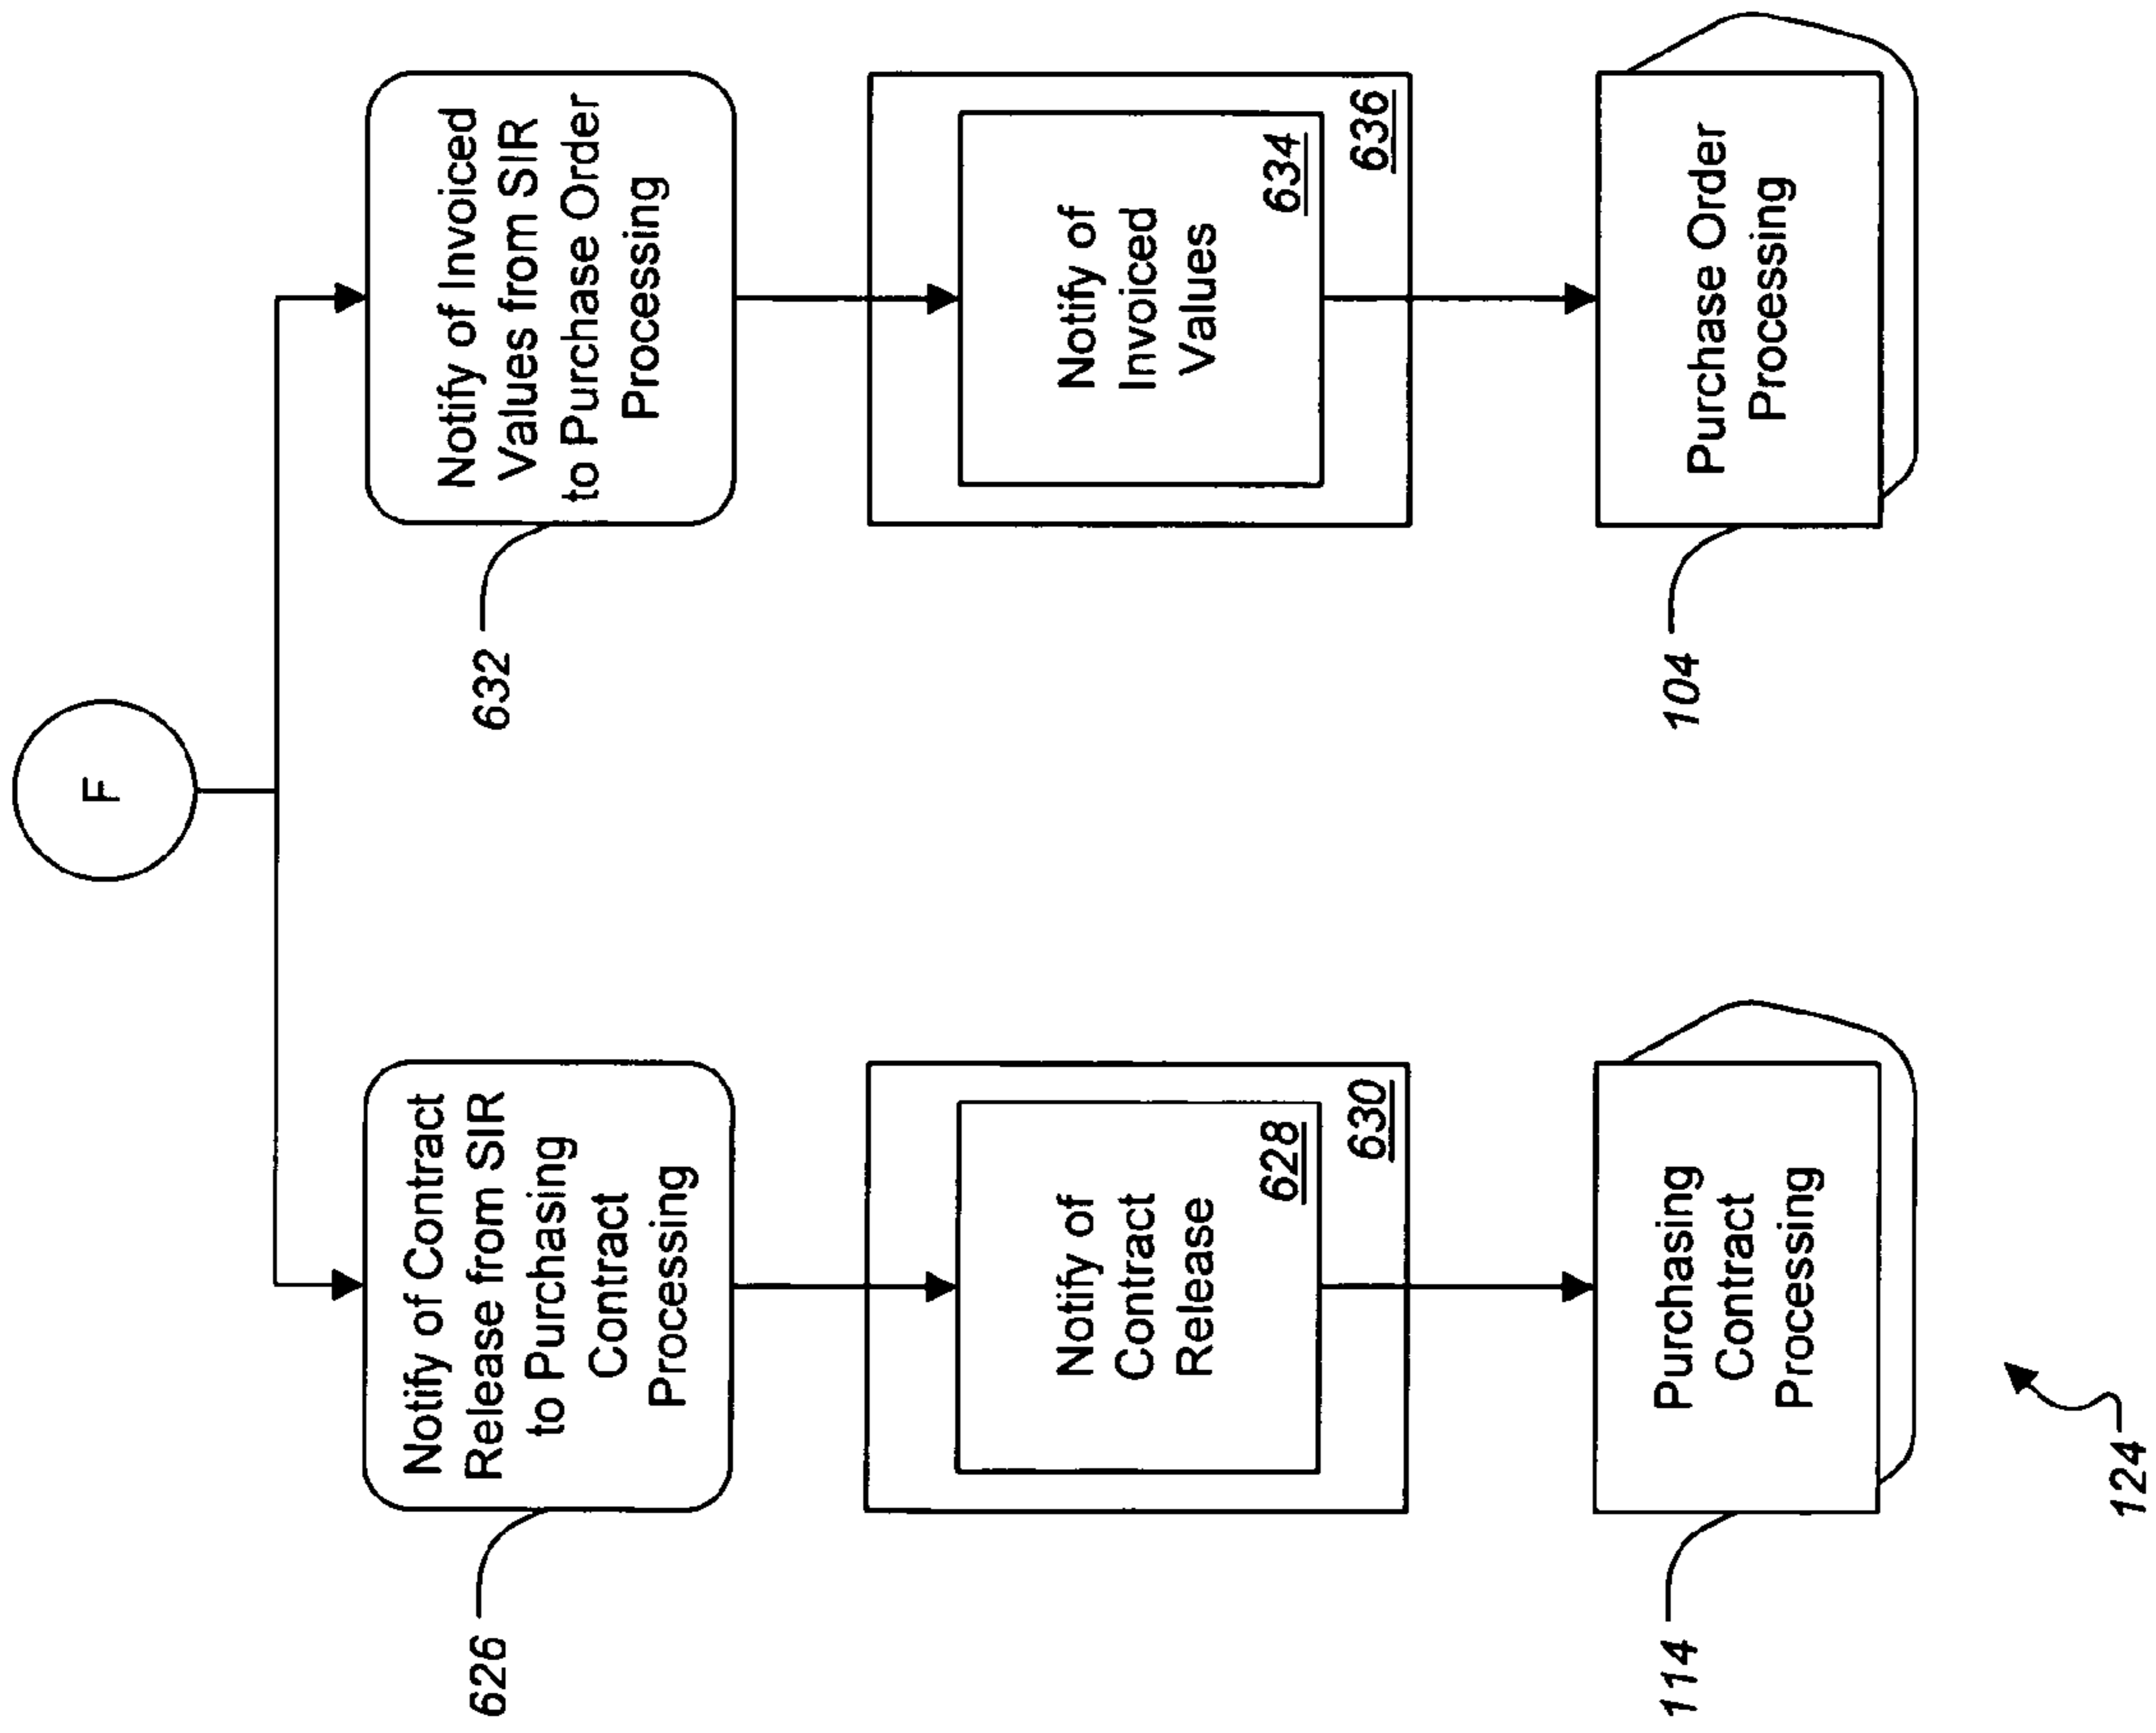 F
Notify of Contract
Release from SIR
to Purchasing
Contract
Processing
626
Notify of Invoiced
Values from SIR
to Purchase Order
Processing
632
Notify of
Contract
Release
628
630
Notify of
Invoiced
Values
634
636
Purchasing
Contract
Processing
114
Purchase Order
Processing
104
124